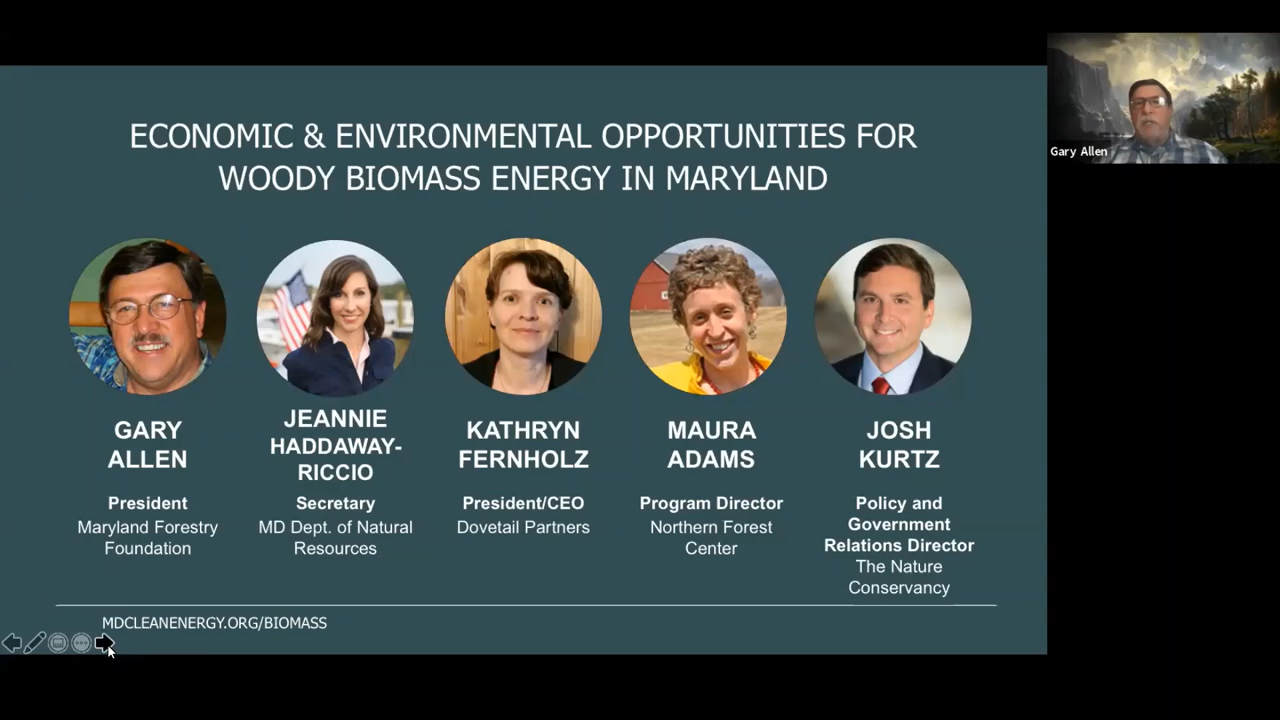 ECONOMIC & ENVIRONMENTAL OPPORTUNITIES FOR
WOODY BIOMASS ENERGY IN MARYLAND
Gary Allen
GARY
ALLEN
President
Maryland Forestry
Foundation
JEANNIE
HADDAWAY-
RICCIO
Secretary
MD Dept. of Natural
Resources
KATHRYN
FERNHOLZ
President/CEO
Dovetail Partners
MAURA
ADAMS
Program Director
Northern Forest
Center
JOSH
KURTZ
Policy and
Government
Relations Director
The Nature
Conservancy
MDCLEANENERGY.ORG/BIOMASS